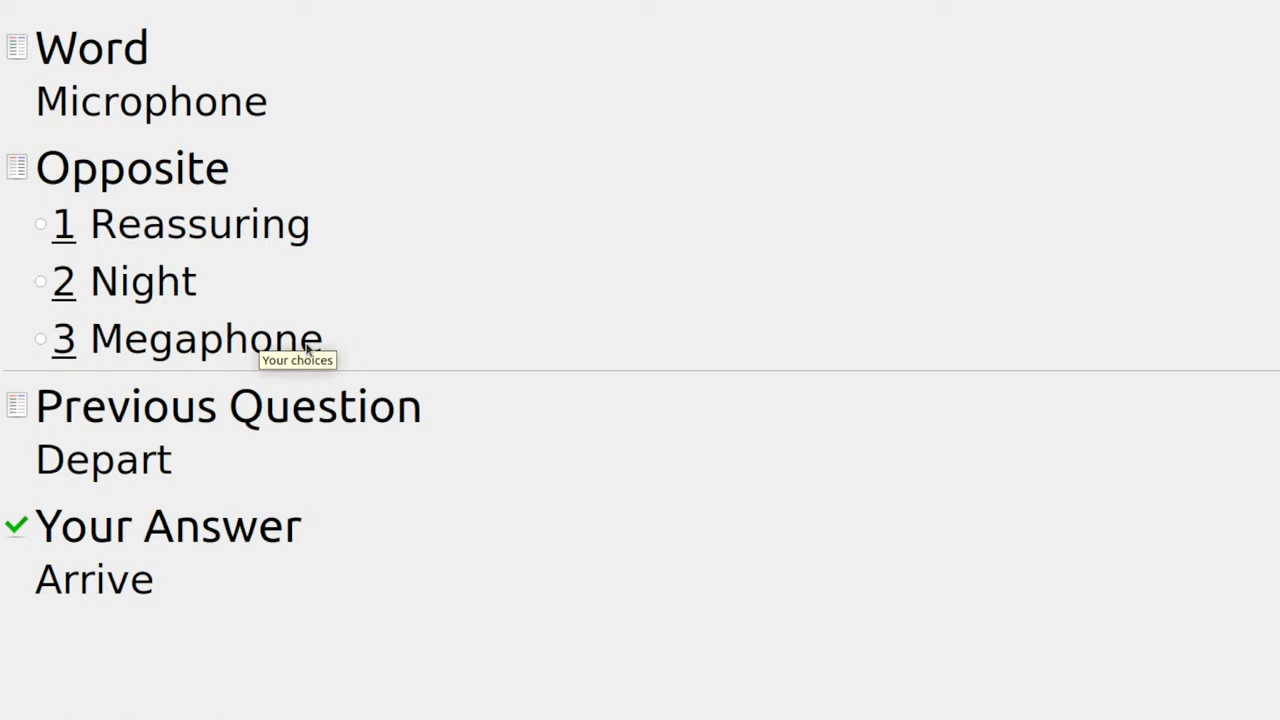 Word
Microphone
Opposite
1 Reassuring
2 Night
3 Megaphone
Your choices
Previous Question
Depart
Your Answer
Arrive